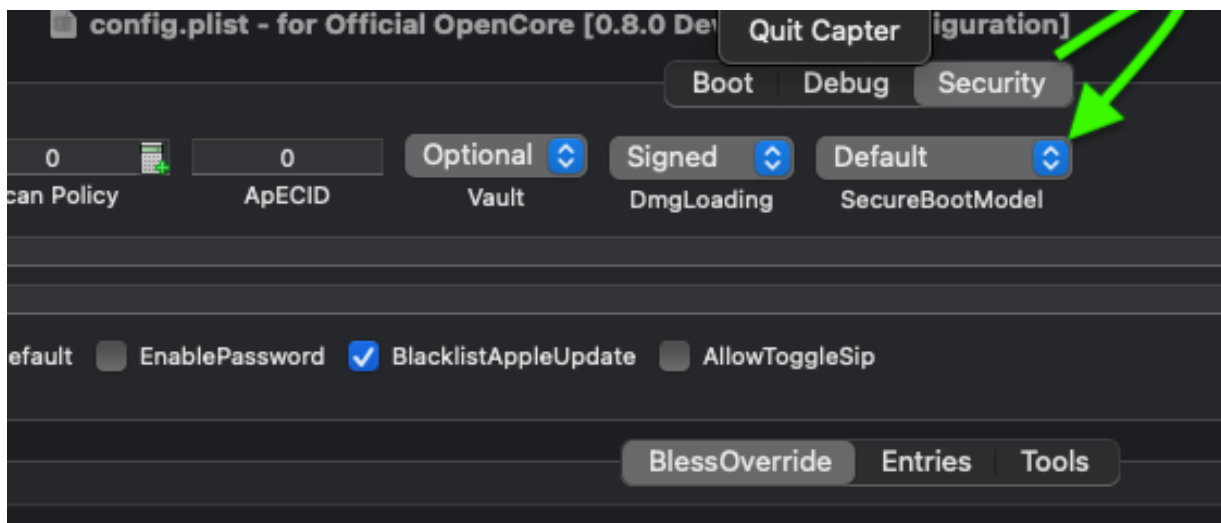 config.plist - for Official OpenCore [0.8.0 De
iguration]
Quit Capter
Boot Debug Security
0 0 Optional Signed Default
can Policy ApECID Vault DmgLoading SecureBootModel
efault EnablePassword BlacklistAppleUpdate AllowToggleSip
BlessOverride Entries Tools